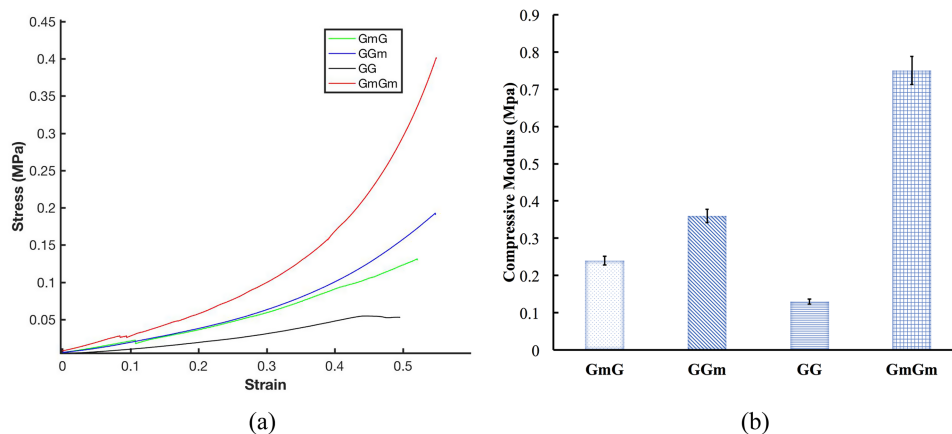 0.45
0.4
0.35
0.3
0.25
0.2
0.15
0.1
0.05
Stress (MPa)
GmG
GGm
GG
GmGm
0 0.1 0.2 0.3 0.4 0.5
Strain
(a)
0.9
0.8
0.7
0.6
0.5
0.4
0.3
0.2
0.1
0
Compressive Modulus (Mpa)
GmG GGm GG GmGm
(b)